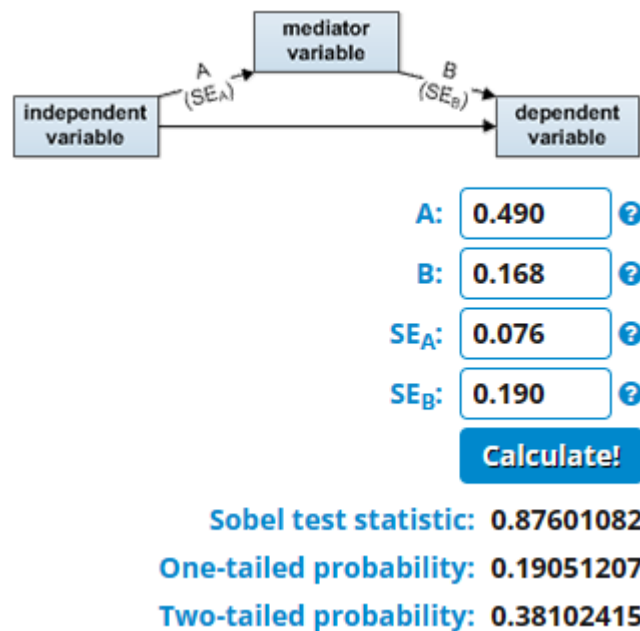 mediator
variable
A
(SEA)
B
(SEB)
independent
variable
dependent
variable
A: 0.490 ?
B: 0.168 ?
SEA: 0.076 ?
SEB: 0.190 ?
Calculate!
Sobel test statistic: 0.87601082
One-tailed probability: 0.19051207
Two-tailed probability: 0.38102415